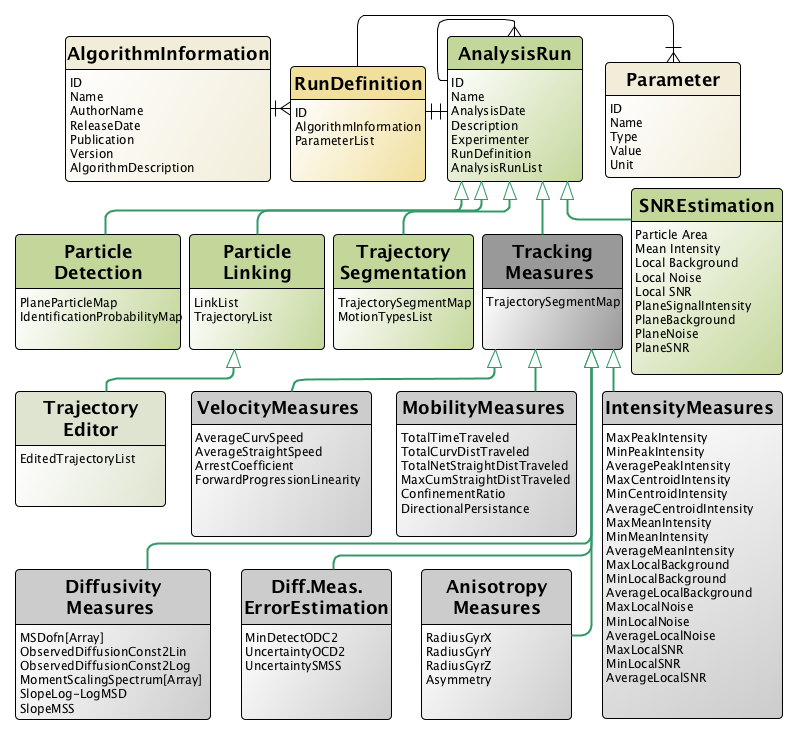 AlgorithmInformation
ID
Name
AuthorName
ReleaseDate
Publication
Version
AlgorithmDescription
RunDefinition
ID
AlgorithmInformation
ParameterList
AnalysisRun
ID
Name
AnalysisDate
Description
Experimenter
RunDefinition
AnalysisRunList
Parameter
ID
Name
Type
Value
Unit
SNREstimation
Particle Area
Mean Intensity
Local Background
Local Noise
Local SNR
PlaneSignalIntensity
PlaneBackground
PlaneNoise
PlaneSNR
Particle
Detection
PlaneParticleMap
IdentificationProbabilityMap
Particle
Linking
LinkList
TrajectoryList
Trajectory
Segmentation
TrajectorySegmentMap
MotionTypesList
Tracking
Measures
TrajectorySegmentMap
Trajectory
Editor
EditedTrajectoryList
VelocityMeasures
AverageCurvSpeed
AverageStraightSpeed
ArrestCoefficient
ForwardProgressionLinearity
MobilityMeasures
TotalTimeTraveled
TotalCurvDistTraveled
TotalNetStraightDistTraveled
MaxCumStraightDistTraveled
ConfinementRatio
DirectionalPersistance
IntensityMeasures
MaxPeakIntensity
MinPeakIntensity
AveragePeakIntensity
MaxCentroidIntensity
MinCentroidIntensity
AverageCentroidIntensity
MaxMeanIntensity
MinMeanIntensity
AverageMeanIntensity
MaxLocalBackground
MinLocalBackground
AverageLocalBackground
MaxLocalNoise
MinLocalNoise
AverageLocalNoise
MaxLocalSNR
MinLocalSNR
AverageLocalSNR
Diffusivity
Measures
MSDofn[Array]
ObservedDiffusionConst2Lin
ObservedDiffusionConst2Log
MomentScalingSpectrum[Array]
SlopeLog-LogMSD
SlopeMSS
Diff.Meas.
ErrorEstimation
MinDetectODC2
UncertaintyOCD2
UncertaintySMSS
Anisotropy
Measures
RadiusGyrX
RadiusGyrY
RadiusGyrZ
Asymmetry